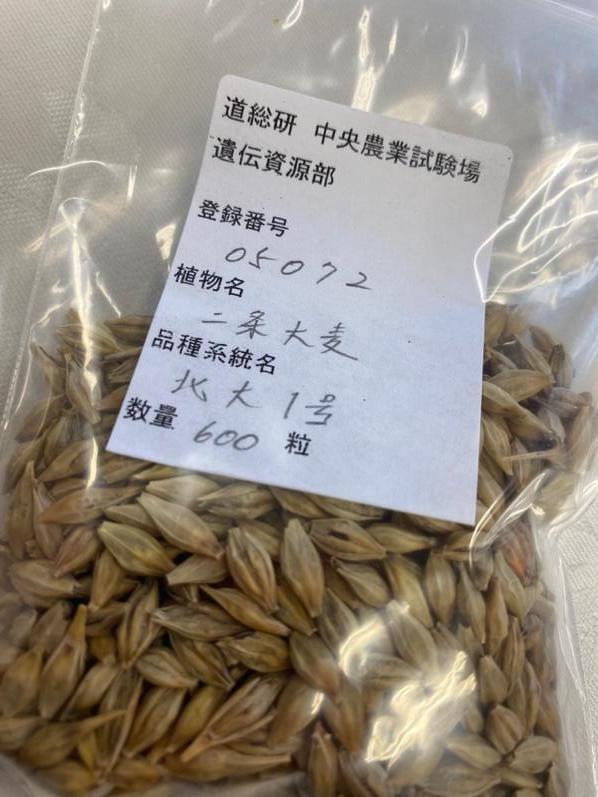 道総研 中央農業試験場
遺伝資源部
登録番号
05072
植物名
二条大麦
品種系統名
北大1号
数量 600 粒